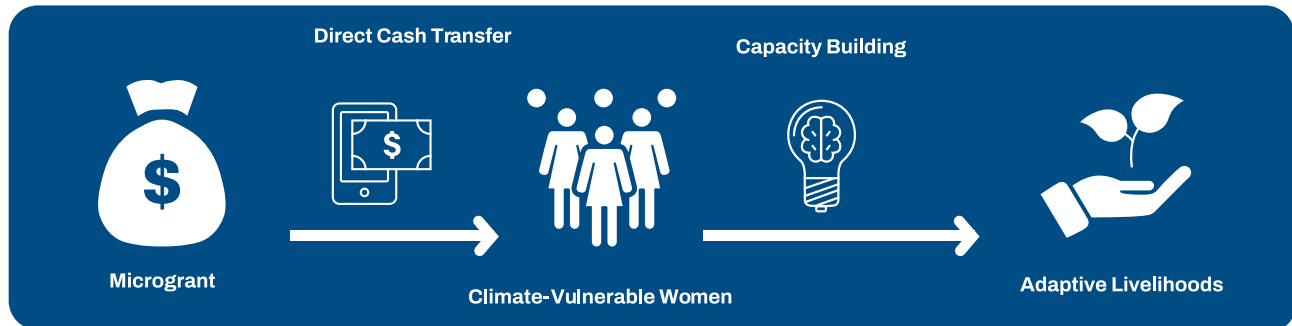 Direct Cash Transfer
Capacity Building
$
$
Microgrant
Climate-Vulnerable Women
Adaptive Livelihoods